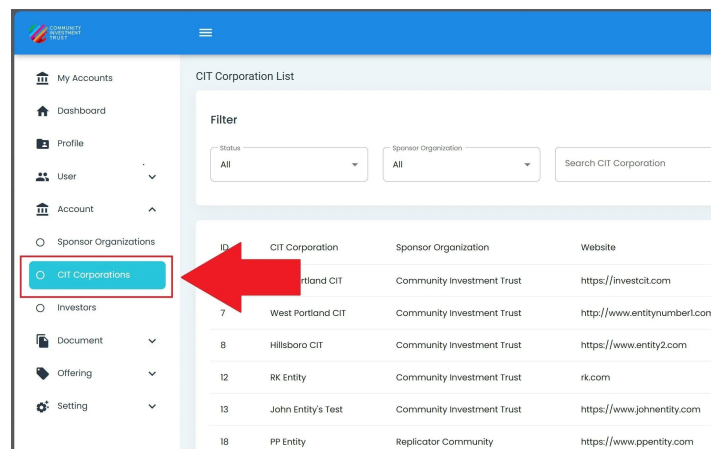 COMMUNITY
INVESTMENT
TRUST
My Accounts
Dashboard
Profile
User
Account
Sponsor Organizations
CIT Corporations
Investors
Document
Offering
Setting
CIT Corporation List
Filter
Status
All
Sponsor Organization
All
Search CIT Corporation
ID CIT Corporation Sponsor Organization Website
rtland CIT Community Investment Trust https://investcit.com
7 West Portland CIT Community Investment Trust http://www.entitynumber1.com
8 Hillsboro CIT Community Investment Trust https://www.entity2.com
12 RK Entity Community Investment Trust rk.com
13 John Entity's Test Community Investment Trust https://www.johnentity.com
18 PP Entity Replicator Community https://www.ppentity.com